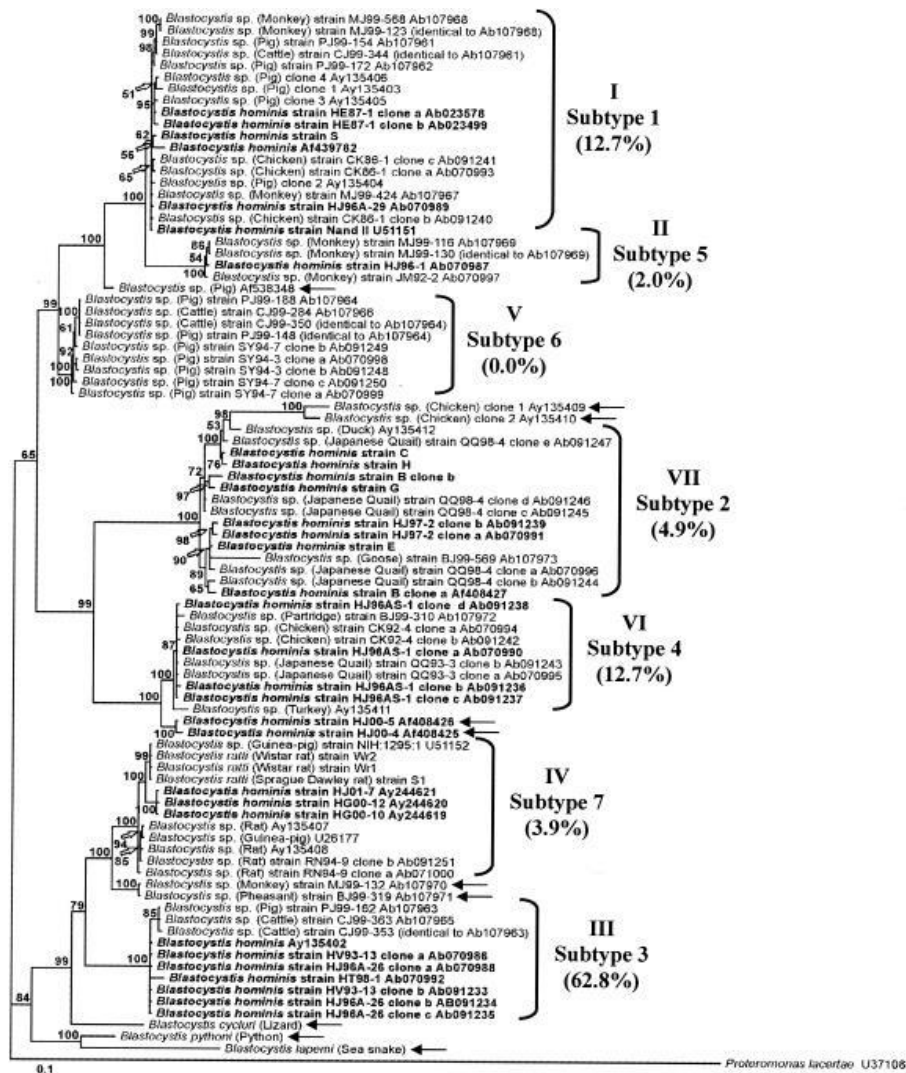 Blastocystis sp. (Monkey) strain MJ99-568 Ab107968
Blastocystis sp. (Monkey) strain MJ99-123 (identical to Ab107968)
Blastocystis sp. (Pig) strain PJ99-154 Ab107961
Blastocystis sp. (Cattle) strain CJ99-344 (identical to Ab107961)
Blastocystis sp. (Pig) strain PJ99-172 Ab107962
Blastocystis sp. (Pig) clone 4 Ay135406
Blastocystis sp. (Pig) clone 1 Ay135403
Blastocystis sp. (Pig) clone 3 Ay135405
Blastocystis hominis strain HE87-1 clone a Ab023578
Blastocystis hominis strain HE87-1 clone b Ab023499
Blastocystis hominis strain S
Blastocystis hominis Af439782
Blastocystis sp. (Chicken) strain CK86-1 clone c Ab091241
Blastocystis sp. (Chicken) strain CK86-1 clone a Ab070993
Blastocystis sp. (Pig) clone 2 Ay135404
Blastocystis sp. (Monkey) strain MJ99-424 Ab107967
Blastocystis hominis strain HJ96A-29 Ab070989
Blastocystis sp. (Chicken) strain CK86-1 clone b Ab091240
Blastocystis hominis strain Nand II U51151
I
Subtype 1
(12.7%)
Blastocystis sp. (Monkey) strain MJ99-116 Ab107969
Blastocystis sp. (Monkey) strain MJ99-130 (identical to Ab107969)
Blastocystis hominis strain HJ96-1 Ab070987
Blastocystis sp. (Monkey) strain JM92-2 Ab070997
II
Subtype 5
(2.0%)
Blastocystis sp. (Pig) Af538348
Blastocystis sp. (Pig) strain PJ99-188 Ab107964
Blastocystis sp. (Cattle) strain CJ99-284 Ab107966
Blastocystis sp. (Cattle) strain CJ99-350 (identical to Ab107964)
Blastocystis sp. (Pig) strain PJ99-148 (identical to Ab107964)
Blastocystis sp. (Pig) strain SY94-7 clone b Ab091249
Blastocystis sp. (Pig) strain SY94-3 clone a Ab070998
Blastocystis sp. (Pig) strain SY94-3 clone b Ab091248
Blastocystis sp. (Pig) strain SY94-7 clone c Ab091250
Blastocystis sp. (Pig) strain SY94-7 clone a Ab070999
V
Subtype 6
(0.0%)
Blastocystis sp. (Chicken) clone 1 Ay135409
Blastocystis sp. (Chicken) clone 2 Ay135410
Blastocystis sp. (Duck) Ay135412
Blastocystis sp. (Japanese Quail) strain QQ98-4 clone e Ab091247
Blastocystis hominis strain C
Blastocystis hominis strain H
Blastocystis hominis strain B clone b
Blastocystis hominis strain G
Blastocystis sp. (Japanese Quail) strain QQ98-4 clone d Ab091246
Blastocystis sp. (Japanese Quail) strain QQ98-4 clone c Ab091245
Blastocystis hominis strain HJ97-2 clone b Ab091239
Blastocystis hominis strain HJ97-2 clone a Ab070991
Blastocystis hominis strain E
Blastocystis sp. (Goose) strain BJ99-569 Ab107973
Blastocystis sp. (Japanese Quail) strain QQ98-4 clone a Ab070996
Blastocystis sp. (Japanese Quail) strain QQ98-4 clone b Ab091244
Blastocystis hominis strain B clone a Af408427
VII
Subtype 2
(4.9%)
Blastocystis hominis strain HJ96AS-1 clone d Ab091238
Blastocystis sp. (Partridge) strain BJ99-310 Ab107972
Blastocystis sp. (Chicken) strain CK92-4 clone a Ab070994
Blastocystis sp. (Chicken) strain CK92-4 clone b Ab091242
Blastocystis hominis strain HJ96AS-1 clone a Ab070990
Blastocystis sp. (Japanese Quail) strain QQ93-3 clone b Ab091243
Blastocystis sp. (Japanese Quail) strain QQ93-3 clone a Ab070995
Blastocystis hominis strain HJ96AS-1 clone b Ab091236
Blastocystis hominis strain HJ96AS-1 clone c Ab091237
Blastocystis sp. (Turkey) Ay135411
VI
Subtype 4
(12.7%)
Blastocystis hominis strain HJ00-5 Af408426
Blastocystis hominis strain HJ00-4 Af408425
Blastocystis sp. (Guinea-pig) strain NIH:1295:1 U51152
Blastocystis ratti (Wistar rat) strain Wr2
Blastocystis ratti (Wistar rat) strain Wr1
Blastocystis ratti (Sprague Dawley rat) strain S1
Blastocystis hominis strain HJ01-7 Ay244621
Blastocystis hominis strain HG00-12 Ay244620
Blastocystis hominis strain HG00-10 Ay244619
Blastocystis sp. (Rat) Ay135407
Blastocystis sp. (Guinea-pig) U26177
Blastocystis sp. (Rat) Ay135408
Blastocystis sp. (Rat) strain RN94-9 clone b Ab091251
Blastocystis sp. (Rat) strain RN94-9 clone a Ab071000
IV
Subtype 7
(3.9%)
Blastocystis sp. (Monkey) strain MJ99-132 Ab107970
Blastocystis sp. (Pheasant) strain BJ99-319 Ab107971
Blastocystis sp. (Pig) strain PJ99-162 Ab107963
Blastocystis sp. (Cattle) strain CJ99-363 Ab107965
Blastocystis sp. (Cattle) strain CJ99-353 (identical to Ab107963)
Blastocystis hominis Ay135402
Blastocystis hominis strain HV93-13 clone a Ab070986
Blastocystis hominis strain HJ96A-26 clone a Ab070988
Blastocystis hominis strain HT98-1 Ab070992
Blastocystis hominis strain HV93-13 clone b Ab091233
Blastocystis hominis strain HJ96A-26 clone b AB091234
Blastocystis hominis strain HJ96A-26 clone c Ab091235
III
Subtype 3
(62.8%)
Blastocystis cycluri (Lizard)
Blastocystis pythoni (Python)
Blastocystis lapemi (Sea snake)
Proteromonas lacertae U37108
0.1